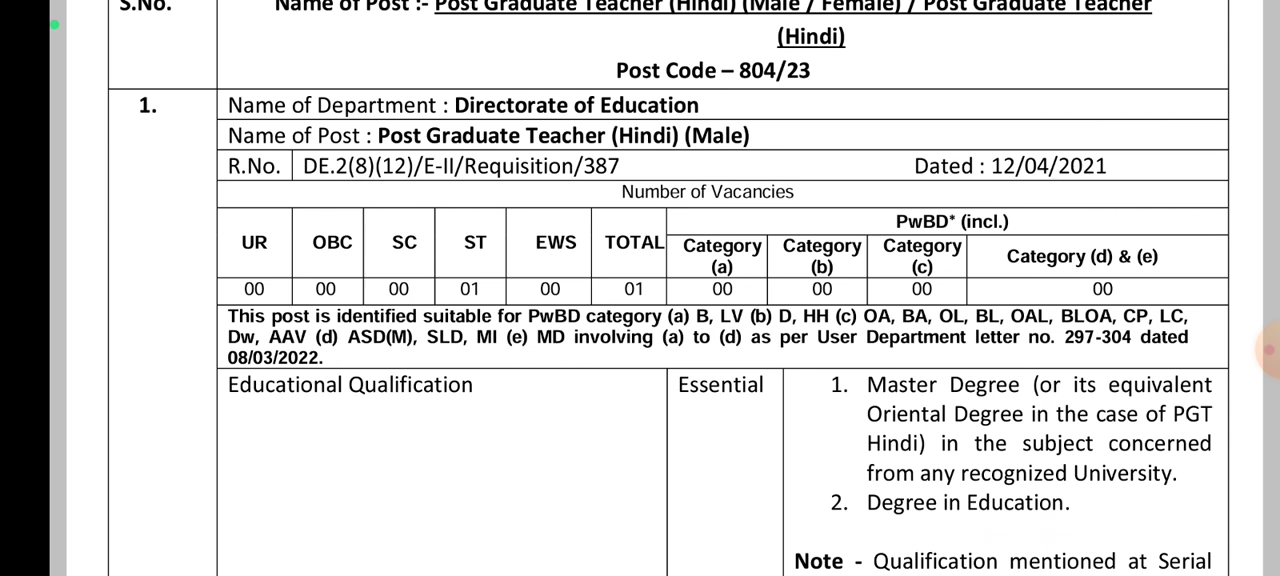 S.No.
Name of Post :- Post Graduate Teacher (Hindi) (Male / Female) / Post Graduate Teacher
(Hindi)
Post Code – 804/23
1.
Name of Department : Directorate of Education
Name of Post : Post Graduate Teacher (Hindi) (Male)
R.No. DE.2(8)(12)/E-II/Requisition/387 Dated : 12/04/2021
Number of Vacancies
UR OBC SC ST EWS TOTAL PwBD* (incl.)
Category (a) Category (b) Category (c) Category (d) & (e)
00 00 00 01 00 01 00 00 00 00
This post is identified suitable for PwBD category (a) B, LV (b) D, HH (c) OA, BA, OL, BL, OAL, BLOA, CP, LC,
Dw, AAV (d) ASD(M), SLD, MI (e) MD involving (a) to (d) as per User Department letter no. 297-304 dated
08/03/2022.
Educational Qualification Essential 1. Master Degree (or its equivalent
Oriental Degree in the case of PGT
Hindi) in the subject concerned
from any recognized University.
2. Degree in Education.
Note - Qualification mentioned at Serial